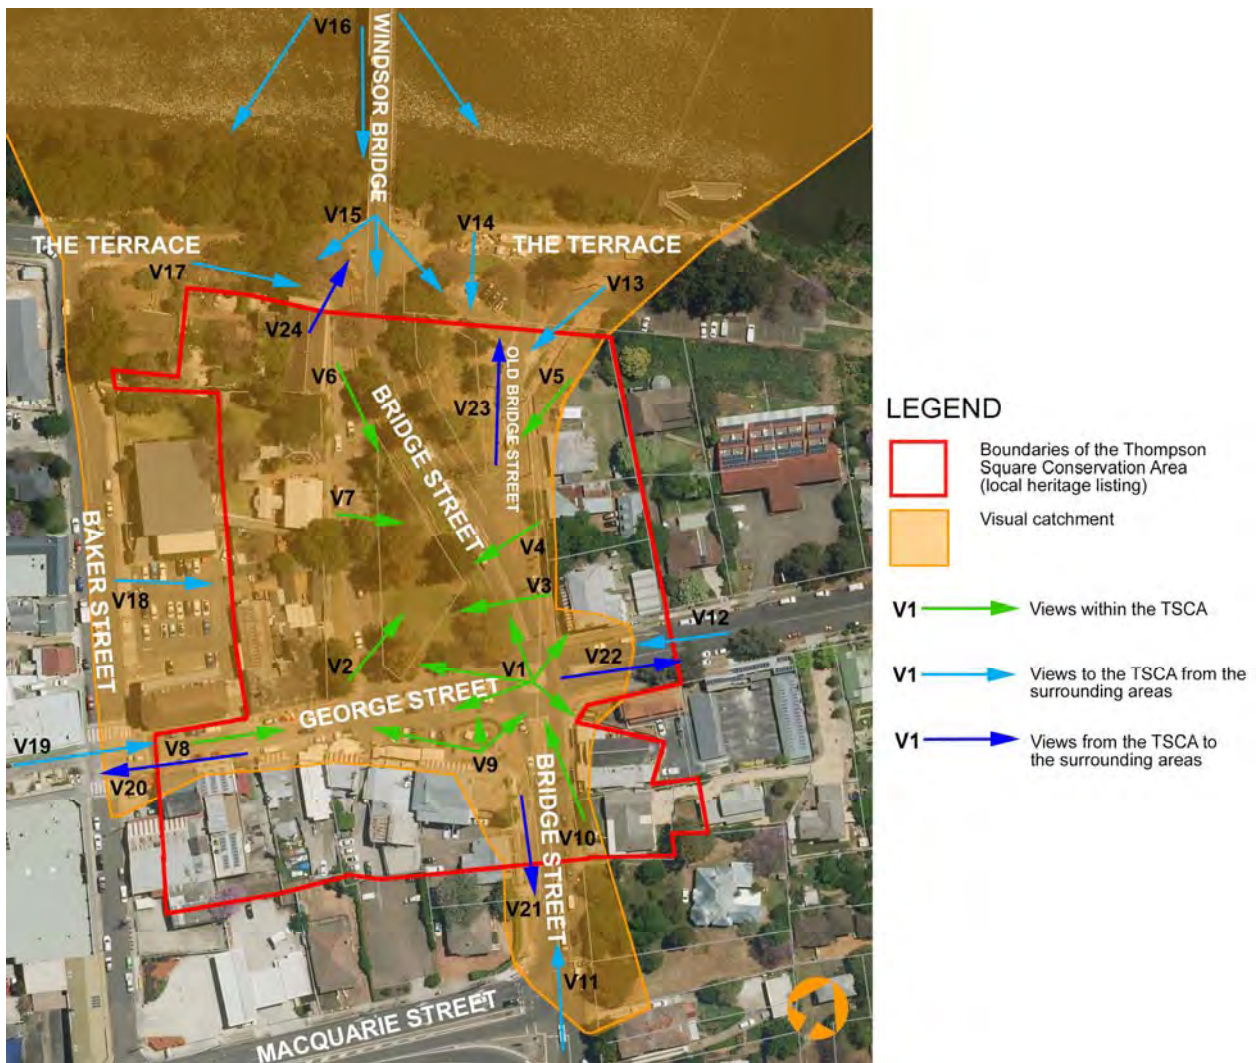 V16
WINDSOR BRIDGE
V15
V14
THE TERRACE
THE TERRACE
V17
V13
V24
V6
OLD BRIDGE STREET
V5
BRIDGE STREET
V23
V7
V4
BAKER STREET
V3
V18
V12
V2
V1
V22
GEORGE STREET
V19
V8
V9
V20
BRIDGE STREET
V10
V21
V11
MACQUARIE STREET
LEGEND
Boundaries of the Thompson
Square Conservation Area
(local heritage listing)
Visual catchment
V1
Views within the TSCA
V1
Views to the TSCA from the
surrounding areas
V1
Views from the TSCA to
the surrounding areas